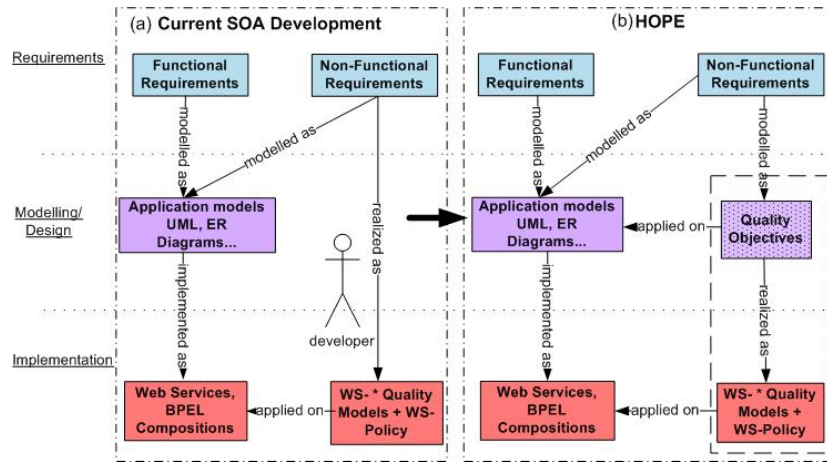 (a) Current SOA Development
(b) HOPE
Requirements
Functional
Requirements
Non-Functional
Requirements
Functional
Requirements
Non-Functional
Requirements
modelled as
modelled as
modelled as
modelled as
modelled as
Modelling/
Design
Application models
UML, ER
Diagrams...
realized as
Application models
UML, ER
Diagrams...
applied on
Quality
Objectives
implemented as
developer
implemented as
realized as
Implementation
Web Services,
BPEL
Compositions
applied on
WS- * Quality
Models + WS-
Policy
Web Services,
BPEL
Compositions
applied on
WS- * Quality
Models +
WS-Policy